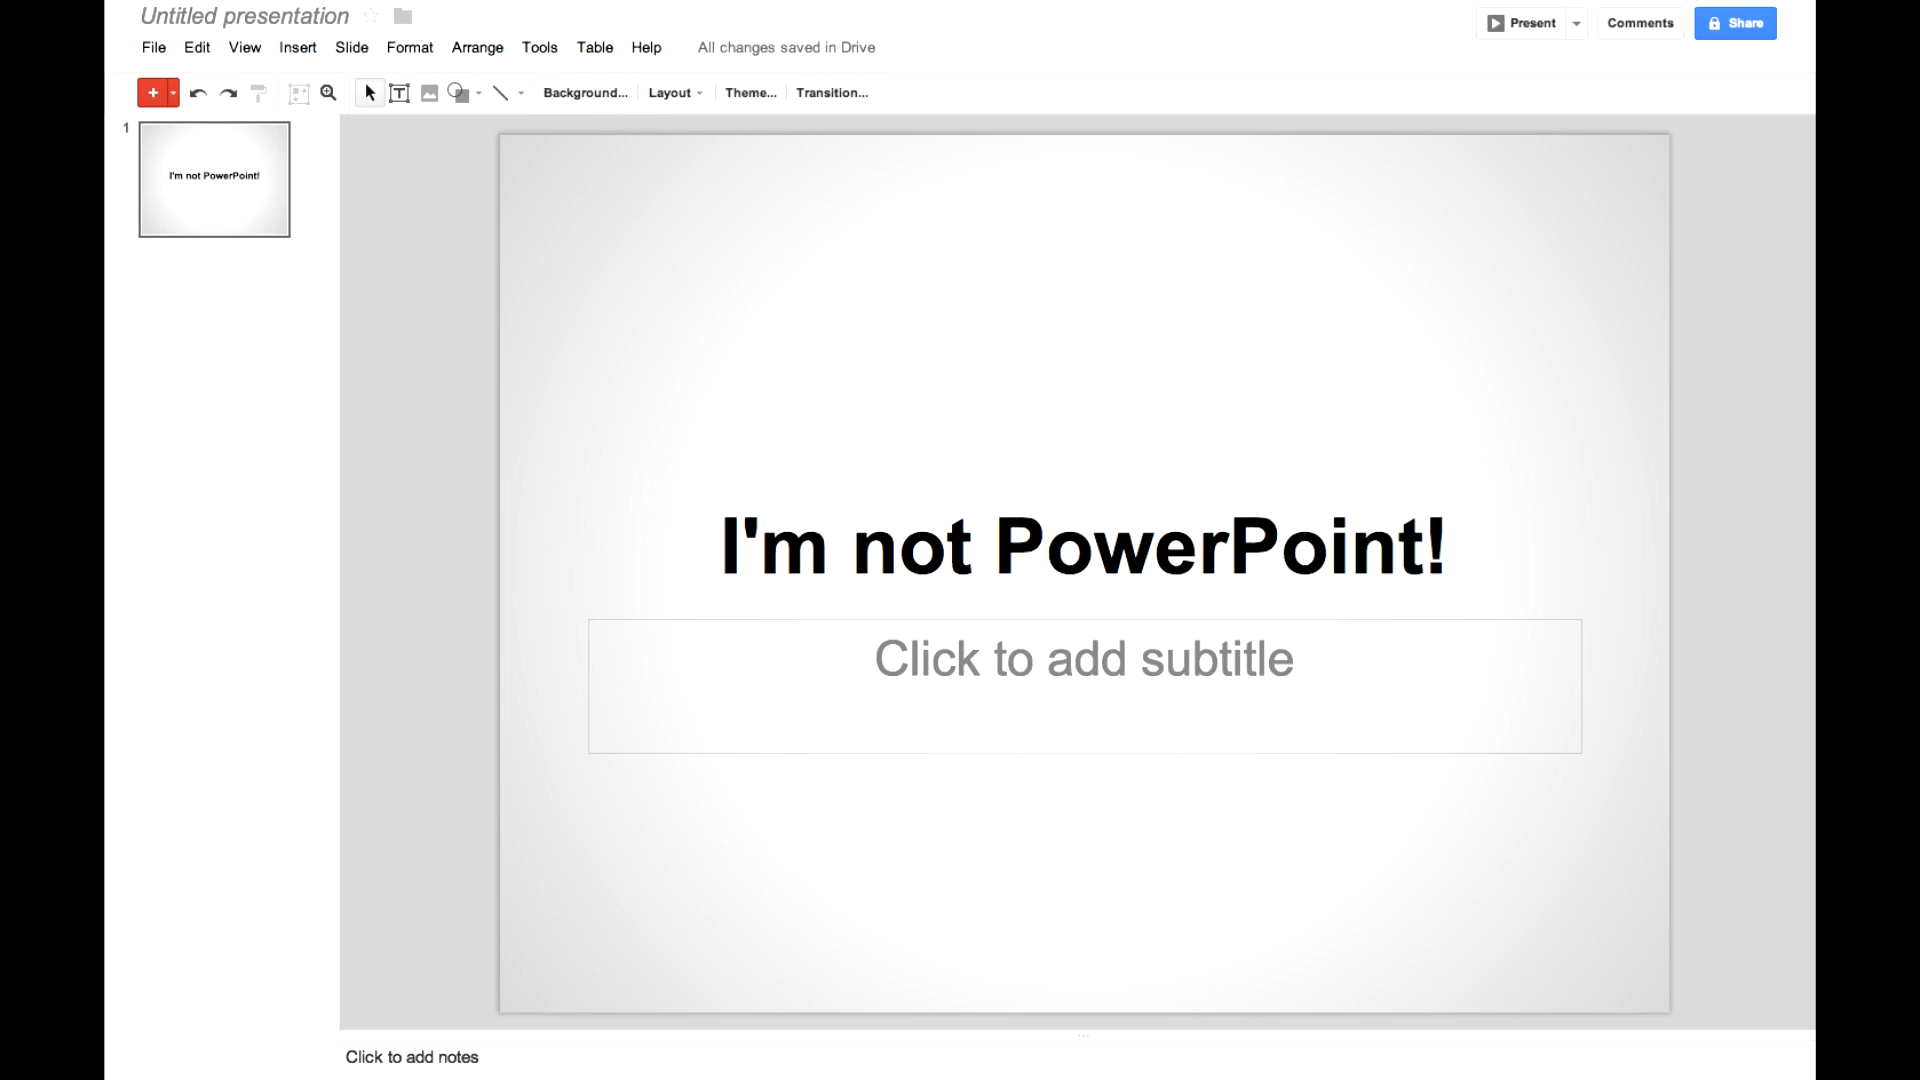 Untitled presentation
Present
Comments
Share
File Edit View Insert Slide Format Arrange Tools Table Help All changes saved in Drive
Background... Layout Theme... Transition...
1
I'm not PowerPoint!
I'm not PowerPoint!
Click to add subtitle
Click to add notes